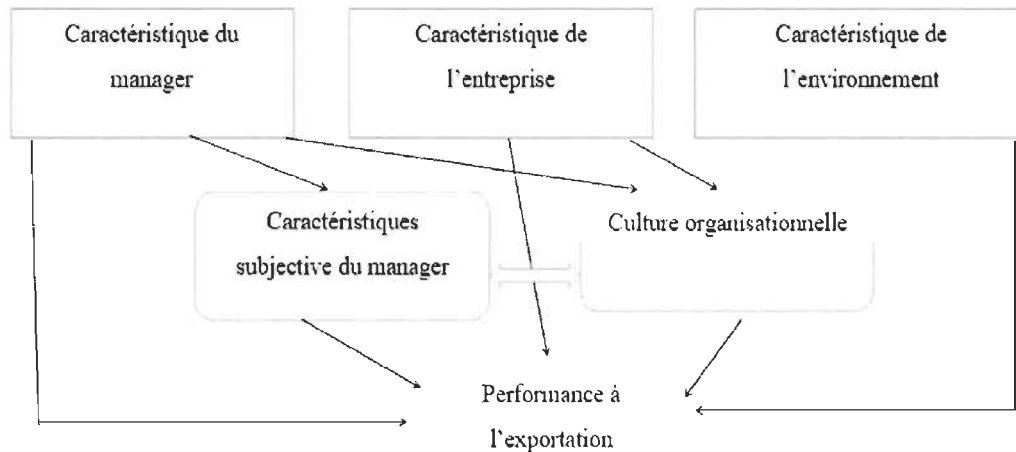 Caractéristique du
manager
Caractéristique de
l'entreprise
Caractéristique de
l'environnement
Caractéristiques
subjective du manager
Culture organisationnelle
Performance à
l'exportation